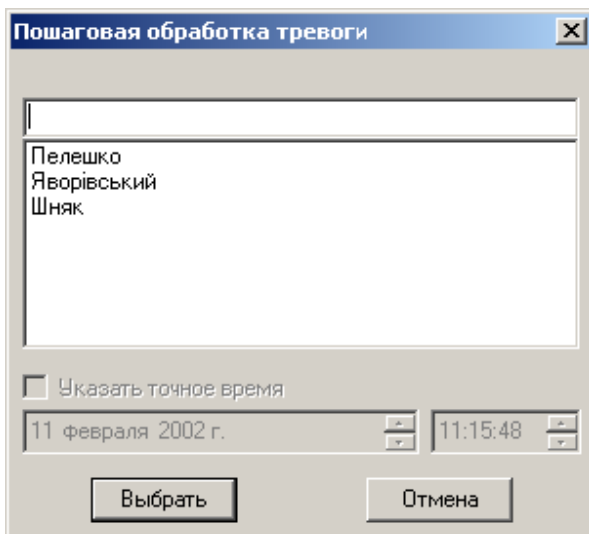 Пошаговая обработка тревоги
Пелешко
Яворівський
Шняк
Указать точное время
11 февраля 2002 г. 11:15:48
Выбрать Отмена